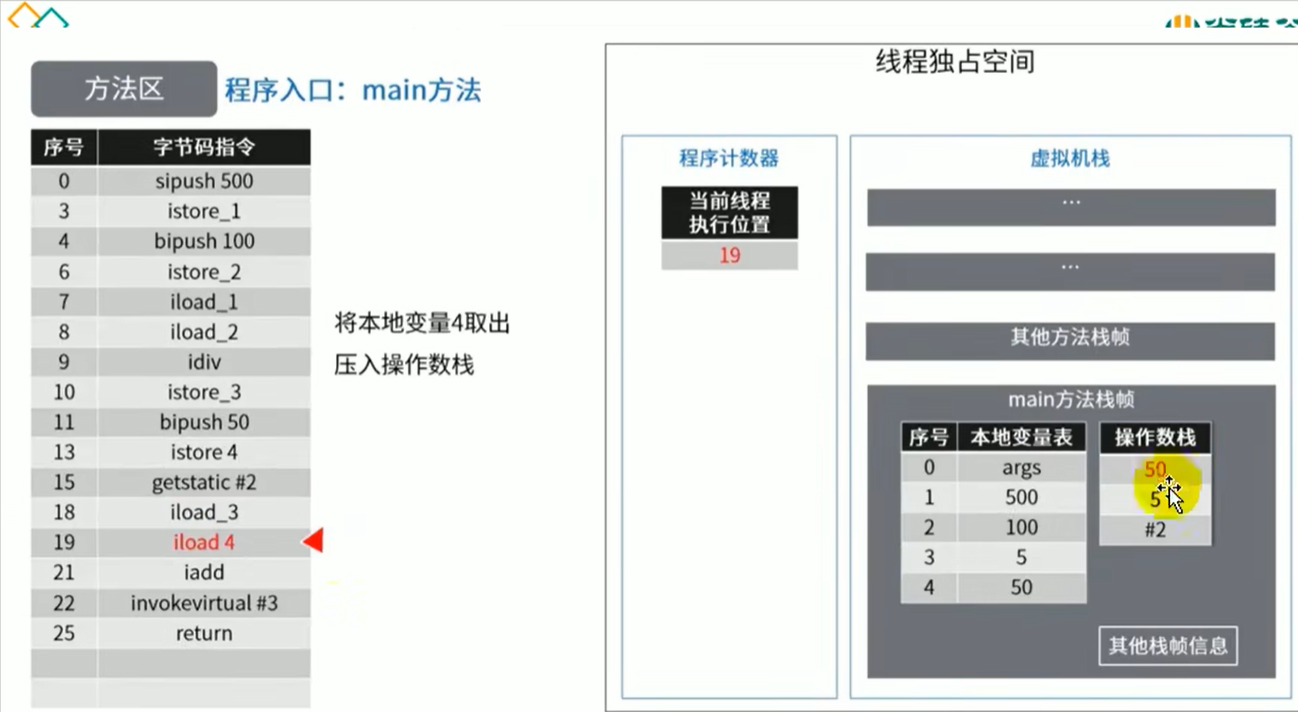 方法区 程序入口：main方法
序号 字节码指令
0 sipush 500
3 istore_1
4 bipush 100
6 istore_2
7 iload_1
8 iload_2
9 idiv
10 istore_3
11 bipush 50
13 istore 4
15 getstatic #2
18 iload_3
19 iload 4
21 iadd
22 invokevirtual #3
25 return
将本地变量4取出
压入操作数栈
线程独占空间
程序计数器
当前线程
执行位置
19
虚拟机栈
...
...
其他方法栈帧
main方法栈帧
序号 本地变量表
0 args
1 500
2 100
3 5
4 50
操作数栈
50
5
#2
其他栈帧信息